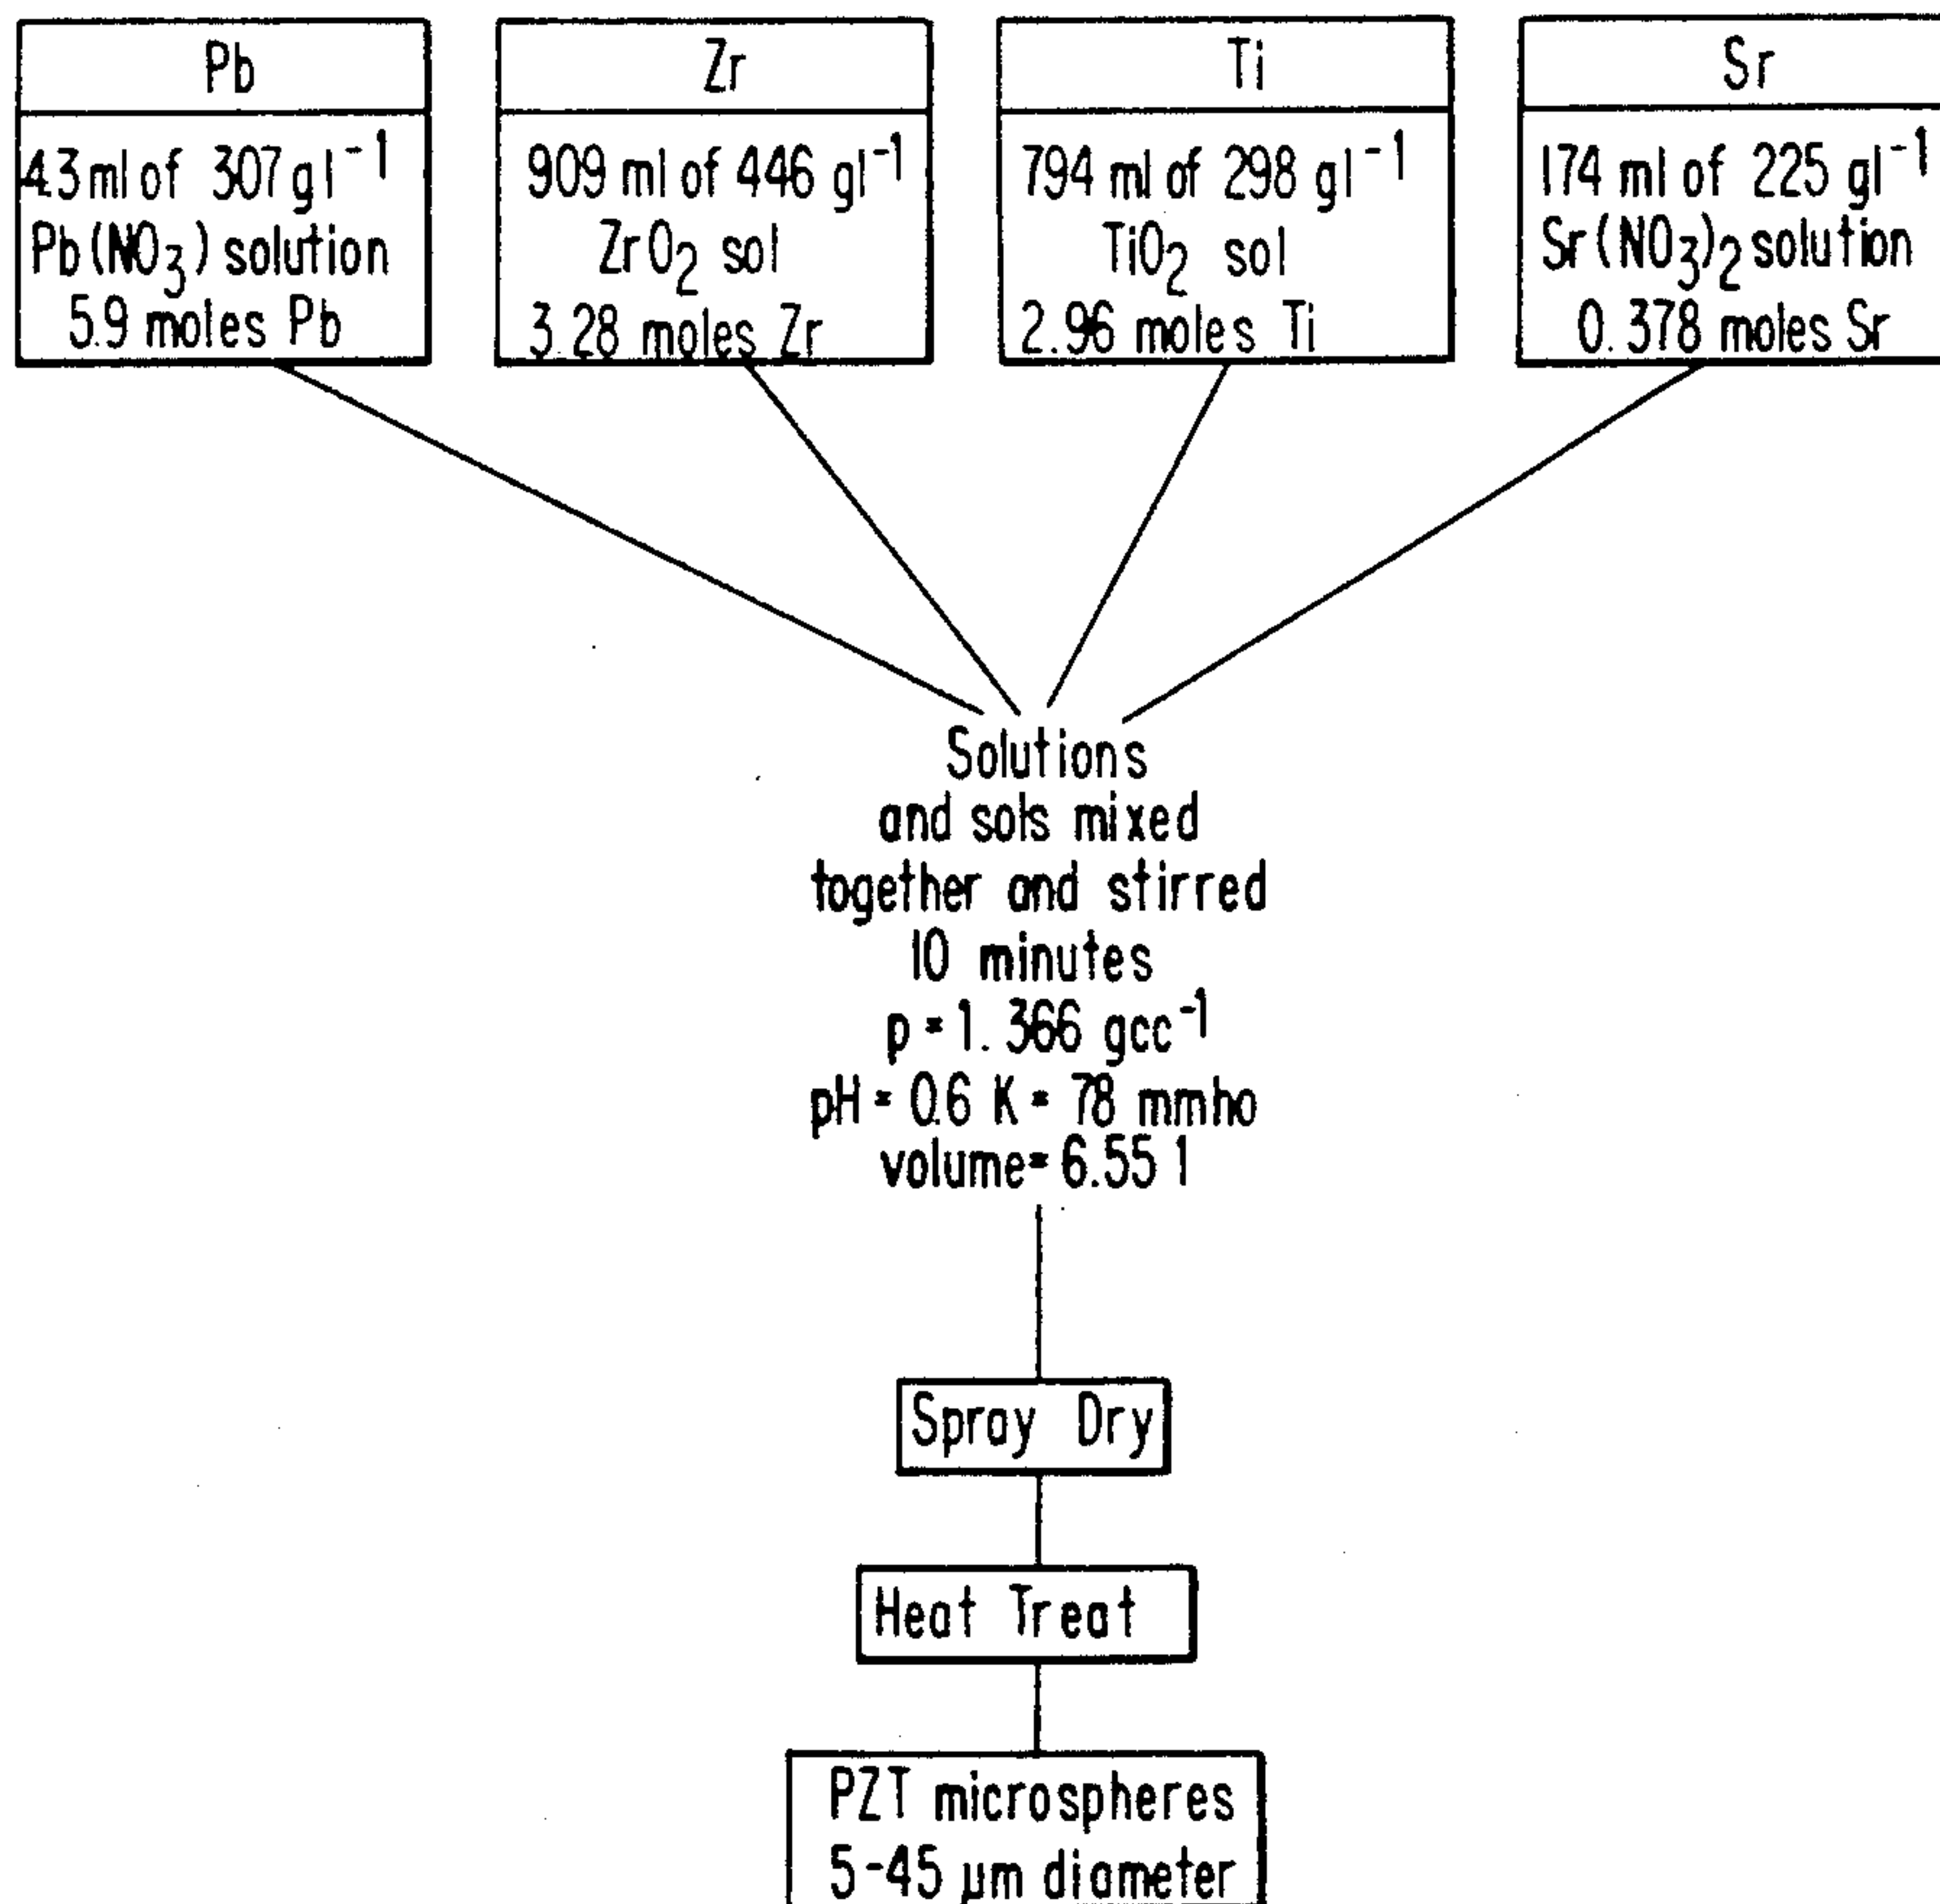 Pb
43 ml of 307 gl⁻¹
Pb(NO₃) solution
5.9 moles Pb
Zr
909 ml of 446 gl⁻¹
ZrO₂ sol
3.28 moles Zr
Ti
794 ml of 298 gl⁻¹
TiO₂ sol
2.96 moles Ti
Sr
174 ml of 225 gl⁻¹
Sr(NO₃)₂ solution
0.378 moles Sr
Solutions
and sols mixed
together and stirred
10 minutes
p = 1.366 gcc⁻¹
pH = 0.6 K = 78 mmho
volume = 6.55 l
Spray Dry
Heat Treat
PZT microspheres
5-45 µm diameter